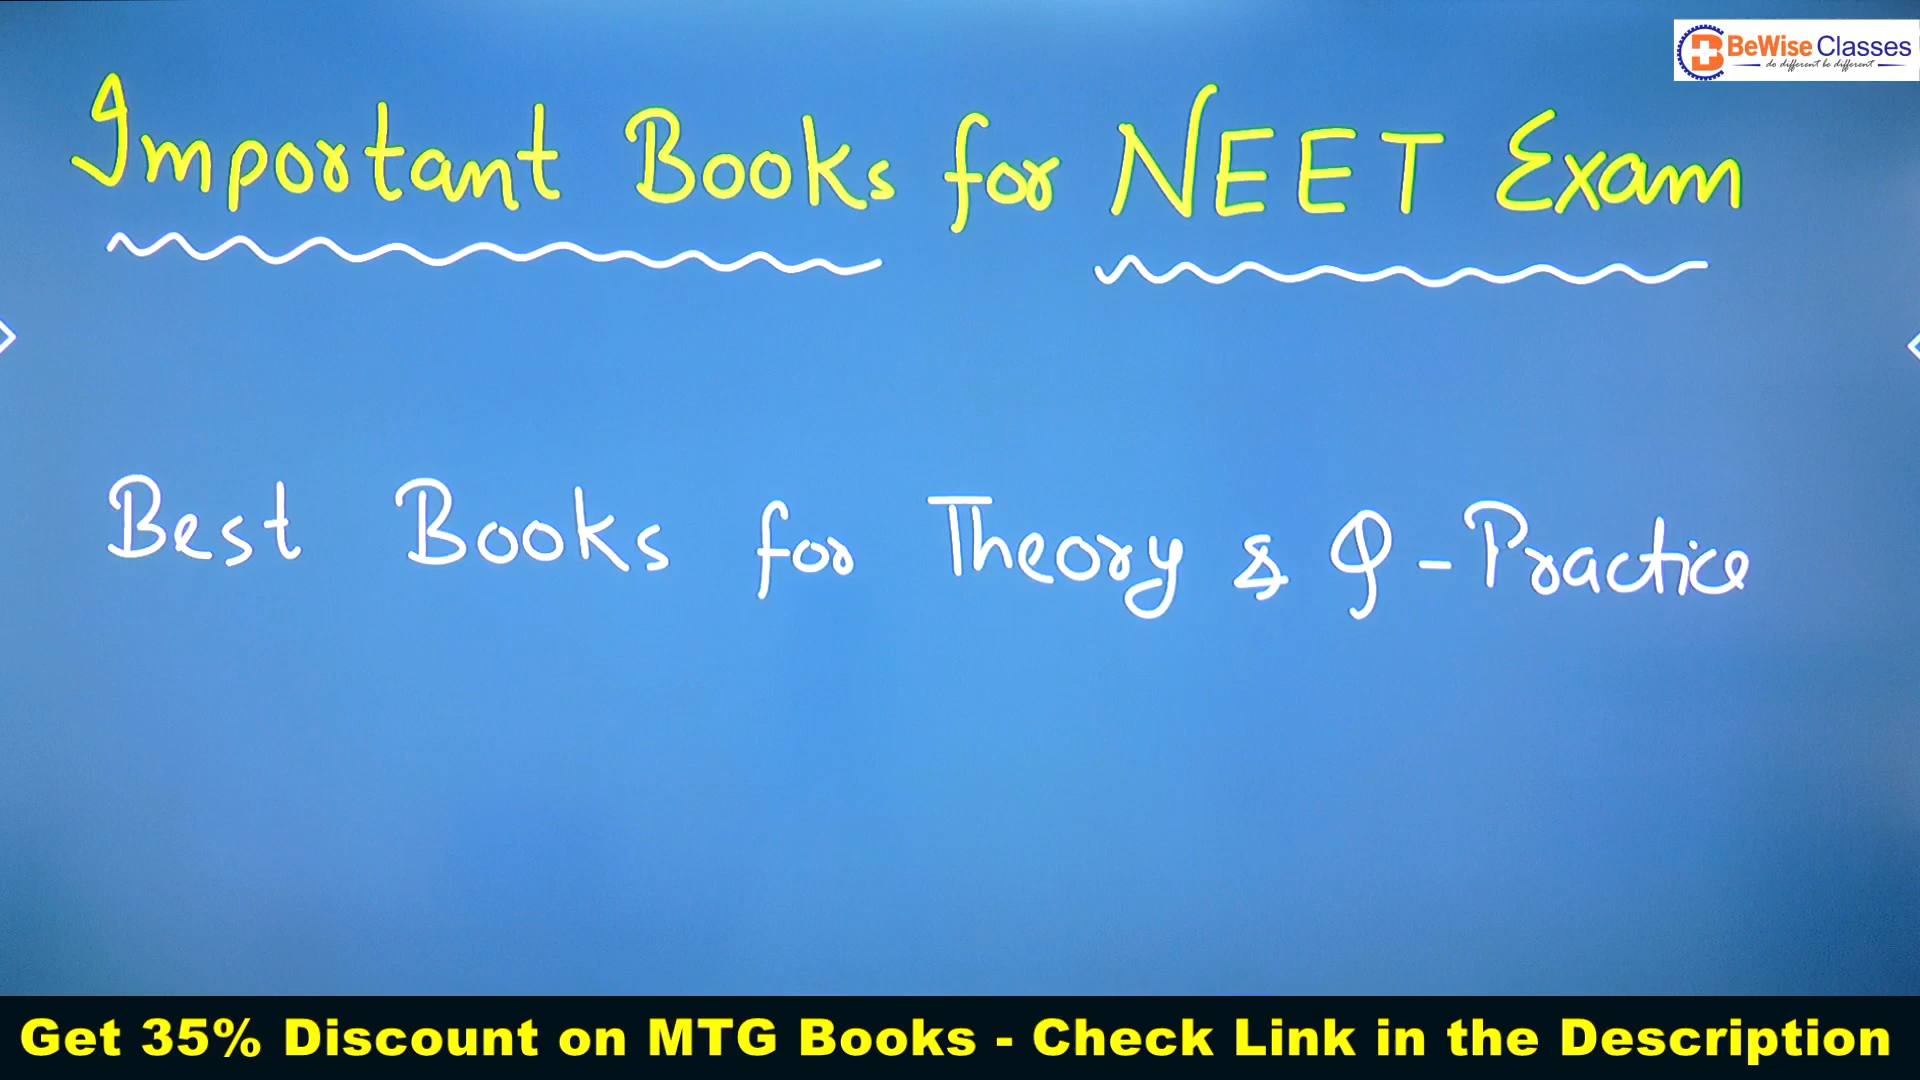 BeWise Classes
do different be different
Important Books for NEET Exam
Best Books for Theory & Q-Practice
Get 35% Discount on MTG Books - Check Link in the Description